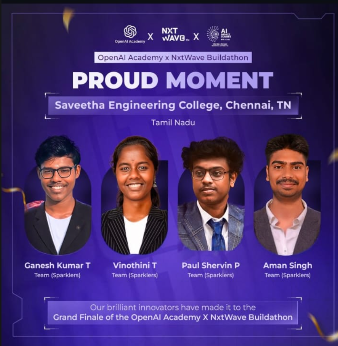 OpenAI Academy X NXT WAVE X AI
OpenAI Academy x NxtWave Buildathon
PROUD MOMENT
Saveetha Engineering College, Chennai, TN
Tamil Nadu
Ganesh Kumar T Vinothini T Paul Shervin P Aman Singh
Team (Sparklers) Team (Sparklers) Team (Sparklers) Team (Sparklers)
Our brilliant innovators have made it to the
Grand Finale of the OpenAI Academy X NxtWave Buildathon